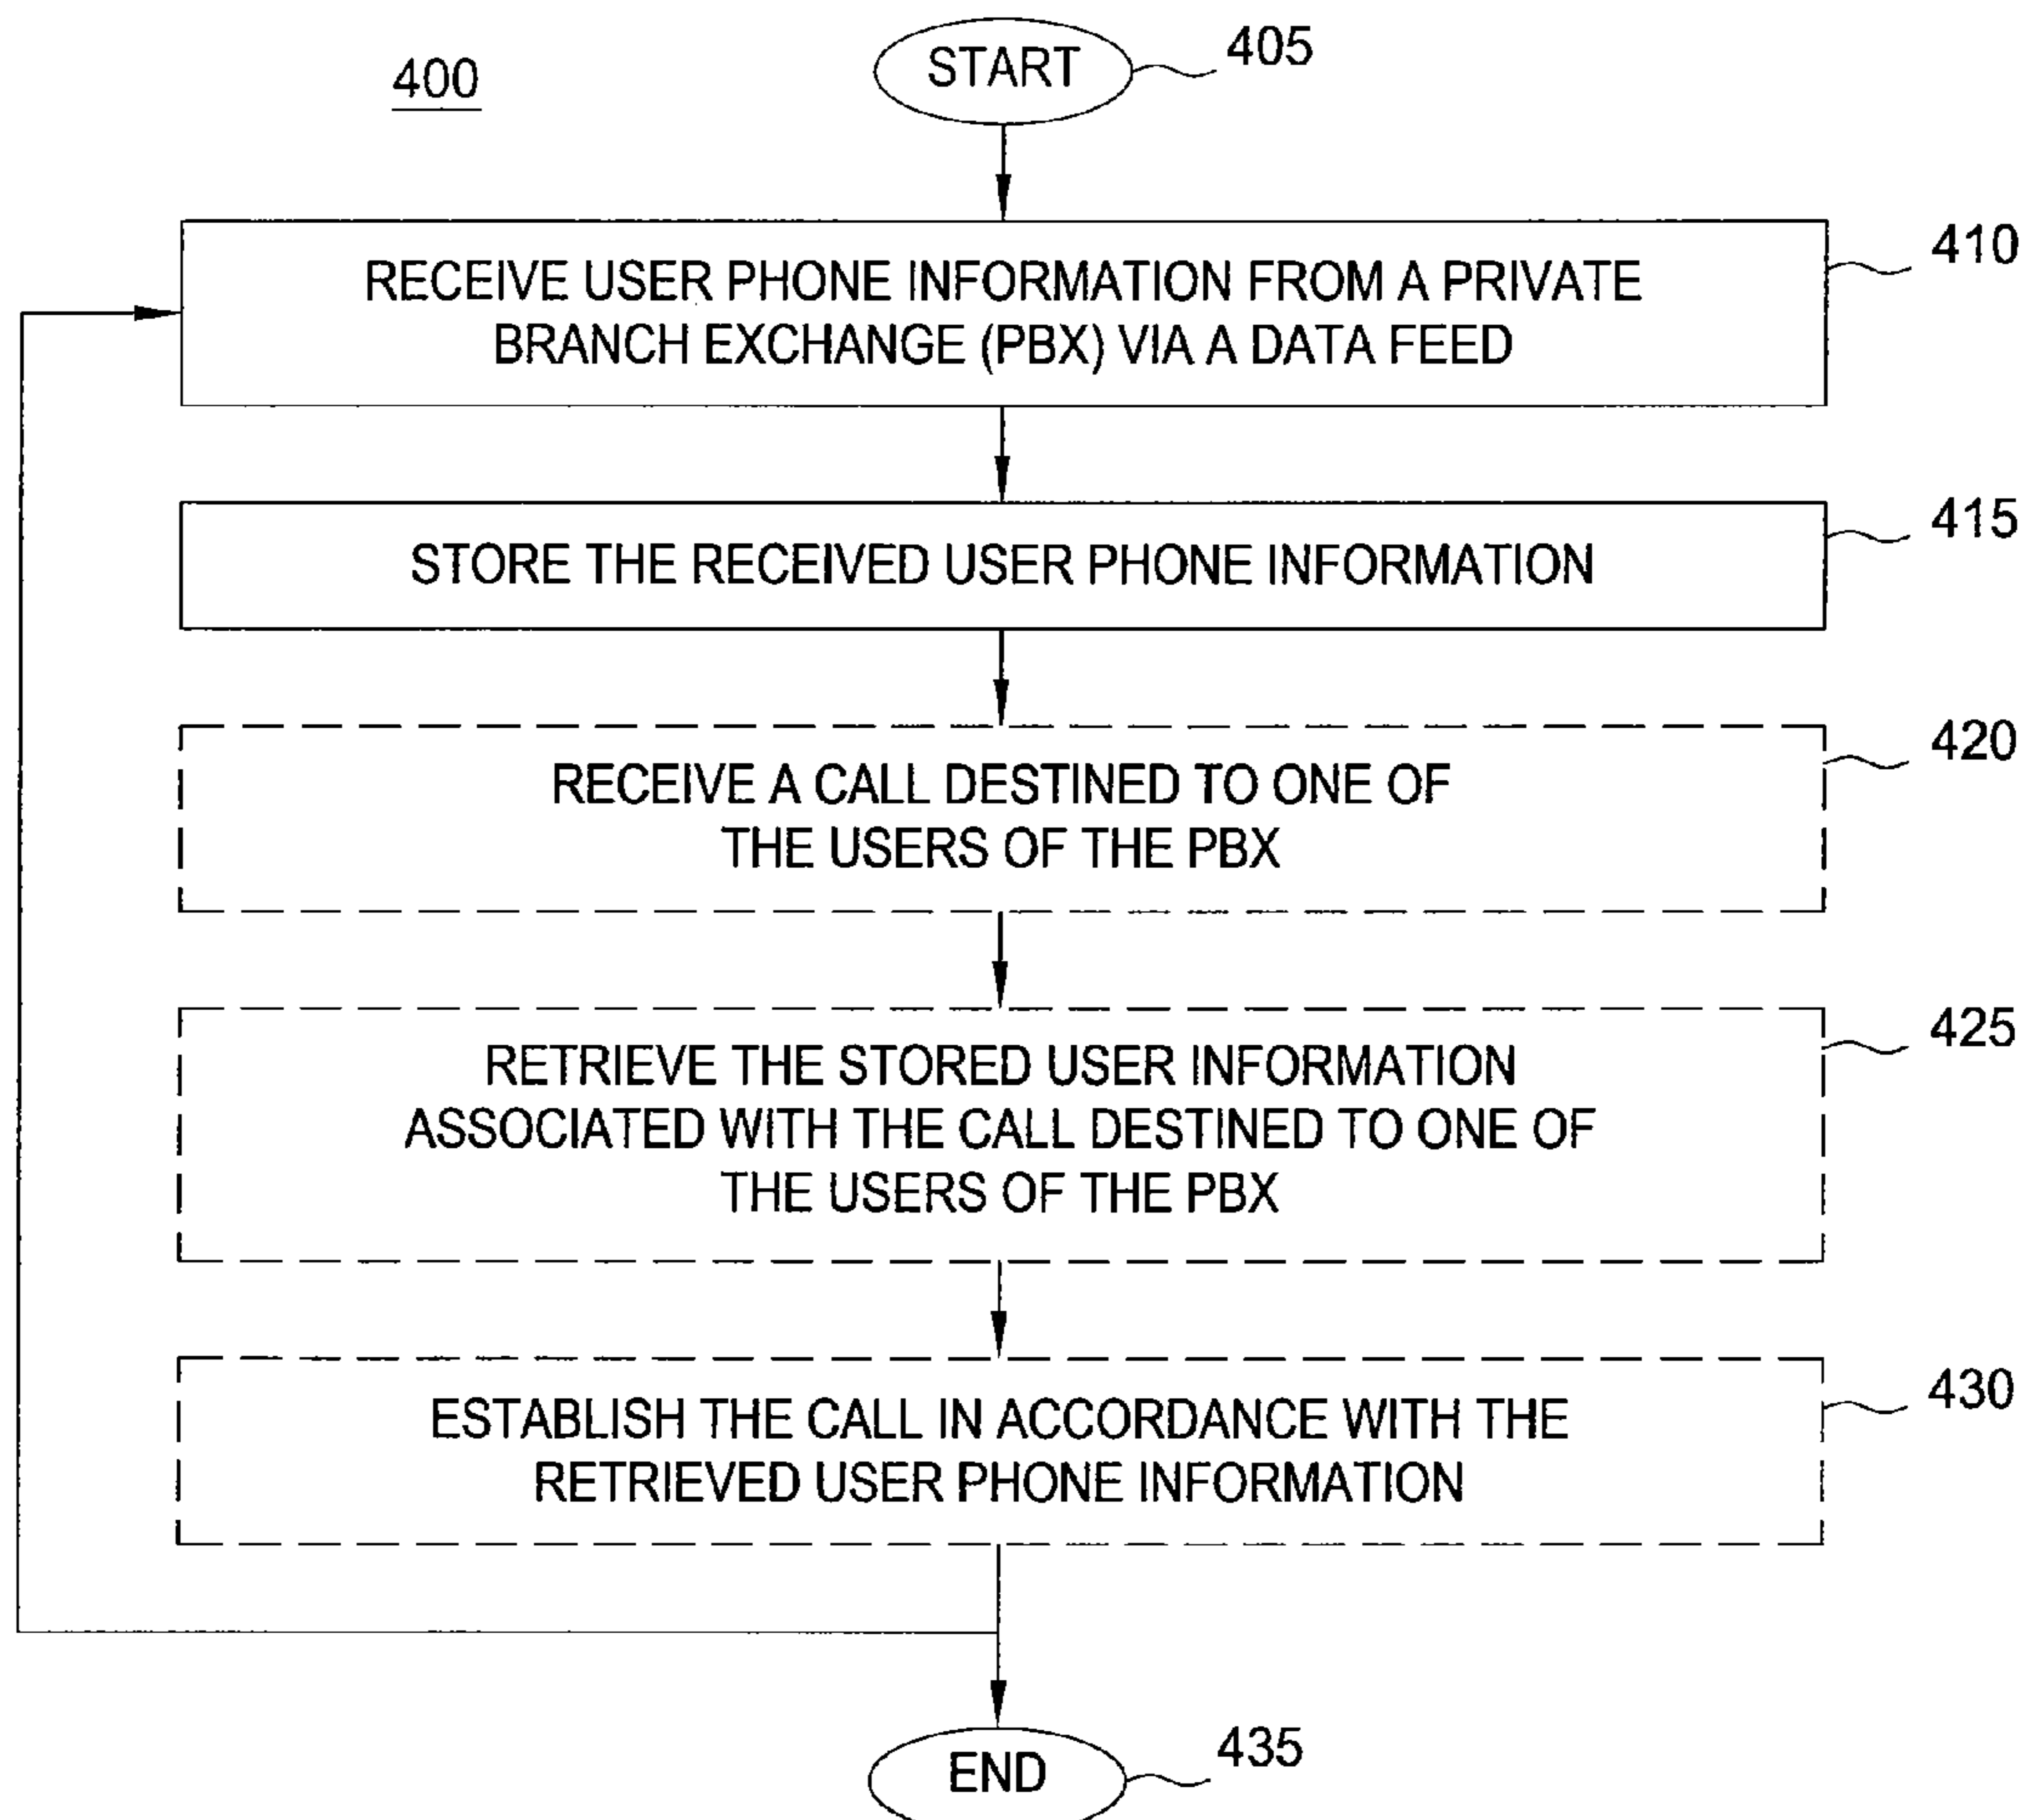 400
START
405
RECEIVE USER PHONE INFORMATION FROM A PRIVATE
BRANCH EXCHANGE (PBX) VIA A DATA FEED
410
STORE THE RECEIVED USER PHONE INFORMATION
415
RECEIVE A CALL DESTINED TO ONE OF
THE USERS OF THE PBX
420
RETRIEVE THE STORED USER INFORMATION
ASSOCIATED WITH THE CALL DESTINED TO ONE OF
THE USERS OF THE PBX
425
ESTABLISH THE CALL IN ACCORDANCE WITH THE
RETRIEVED USER PHONE INFORMATION
430
END
435